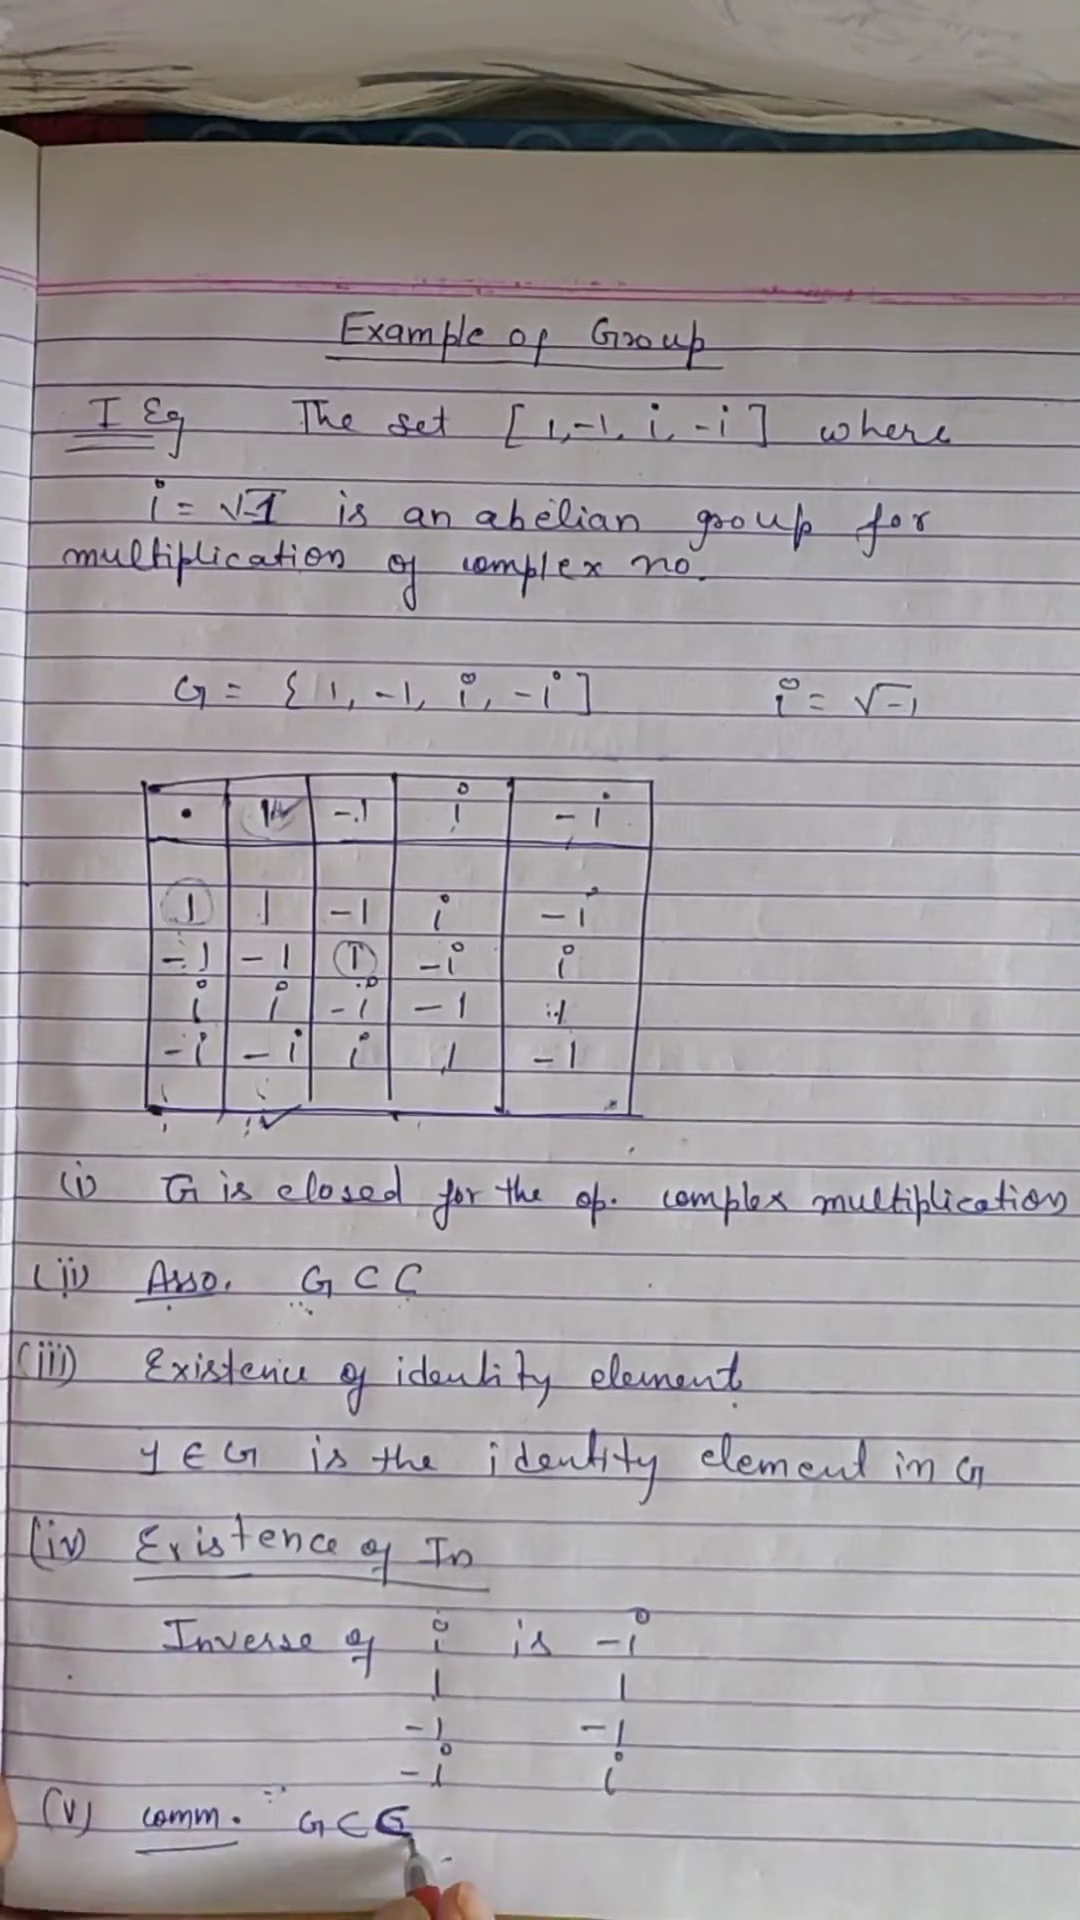 Example of Group
I Eg The set [1,-1, i, -i] where
i = √-1 is an abelian group for
multiplication of complex no.
G = {1, -1, i, -i] i = √-1
• 1 -1 i -i
1 1 -1 i -i
-1 -1 1 -i i
i i -i -1 1
-i -i i 1 -1
(i) G is closed for the op. complex multiplication
(ii) Asso. G ⊂ C
(iii) Existence of identity element
1 ∈ G is the identity element in G
(iv) Existence of In
Inverse of i is -i
1 1
-1 -1
-i i
(v) comm. ∵ G ⊂ C